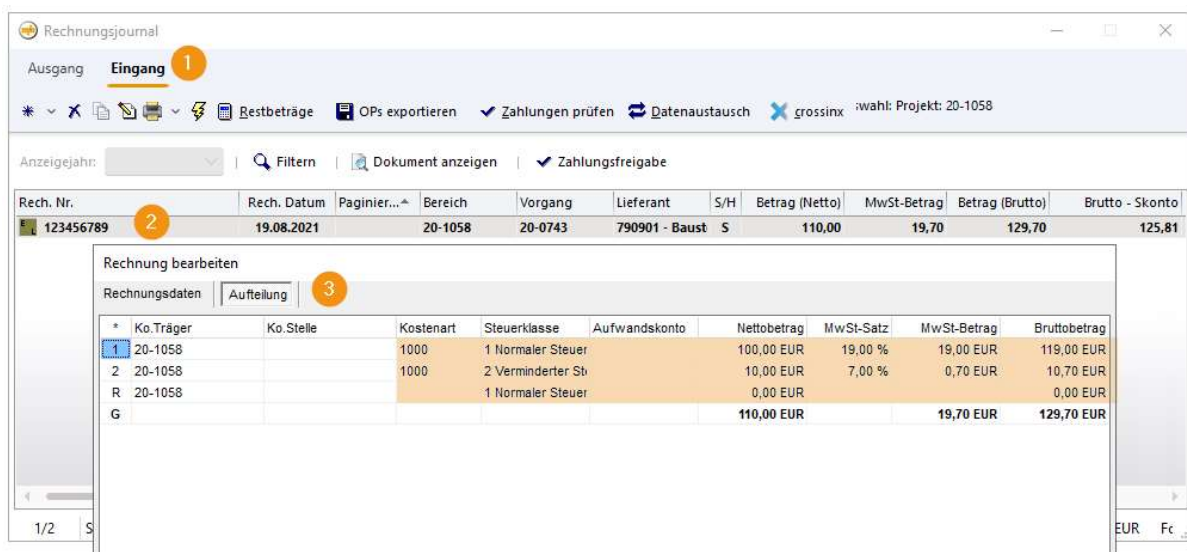 Rechnungsjournal
Ausgang Eingang 1
Restbeträge OPs exportieren Zahlungen prüfen Datenaustausch crossinx wahl: Projekt: 20-1058
Anzeigejahr: Filtern Dokument anzeigen Zahlungsfreigabe
Rech. Nr. Rech. Datum Paginier... Bereich Vorgang Lieferant S/H Betrag (Netto) MwSt-Betrag Betrag (Brutto) Brutto - Skonto
E L 123456789 2 19.08.2021 20-1058 20-0743 790901 - Baust S 110,00 19,70 129,70 125,81
Rechnung bearbeiten
Rechnungsdaten Aufteilung 3
* Ko.Träger Ko.Stelle Kostenart Steuerklasse Aufwandskonto Nettobetrag MwSt-Satz MwSt-Betrag Bruttobetrag
1 20-1058 1000 1 Normaler Steuer 100,00 EUR 19,00 % 19,00 EUR 119,00 EUR
2 20-1058 1000 2 Verminderter Ste 10,00 EUR 7,00 % 0,70 EUR 10,70 EUR
R 20-1058 1 Normaler Steuer 0,00 EUR 0,00 EUR
G 110,00 EUR 19,70 EUR 129,70 EUR
1/2 S EUR Fc